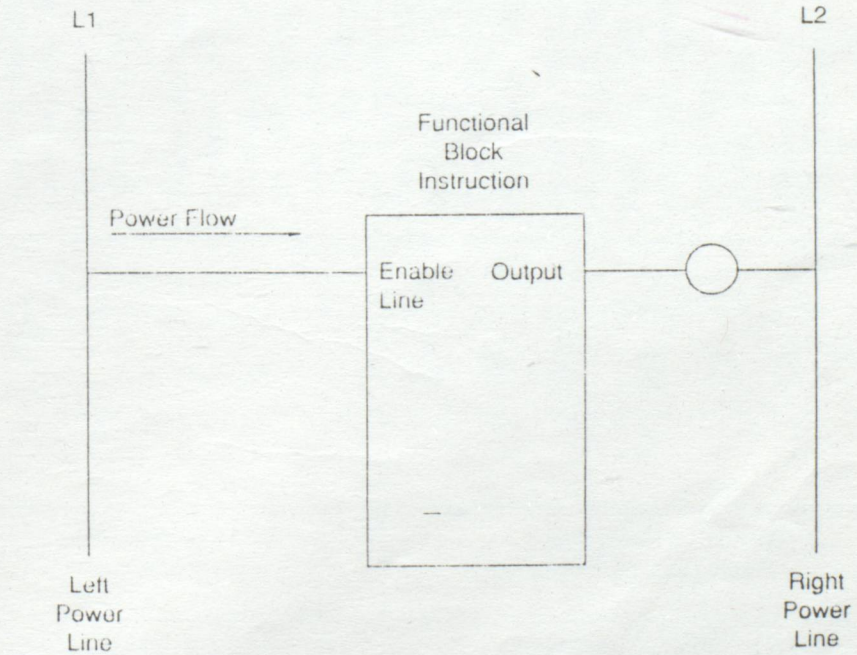 L1
L2
Functional
Block
Instruction
Power Flow
Enable Output
Line
Left
Power
Line
Right
Power
Line